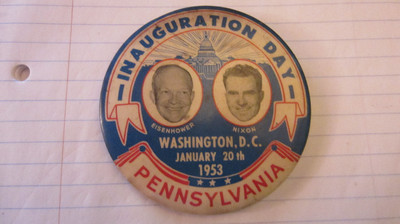 INAUGURATION DAY
EISENHOWER
NIXON
WASHINGTON, D.C.
JANUARY 20th
1953
PENNSYLVANIA